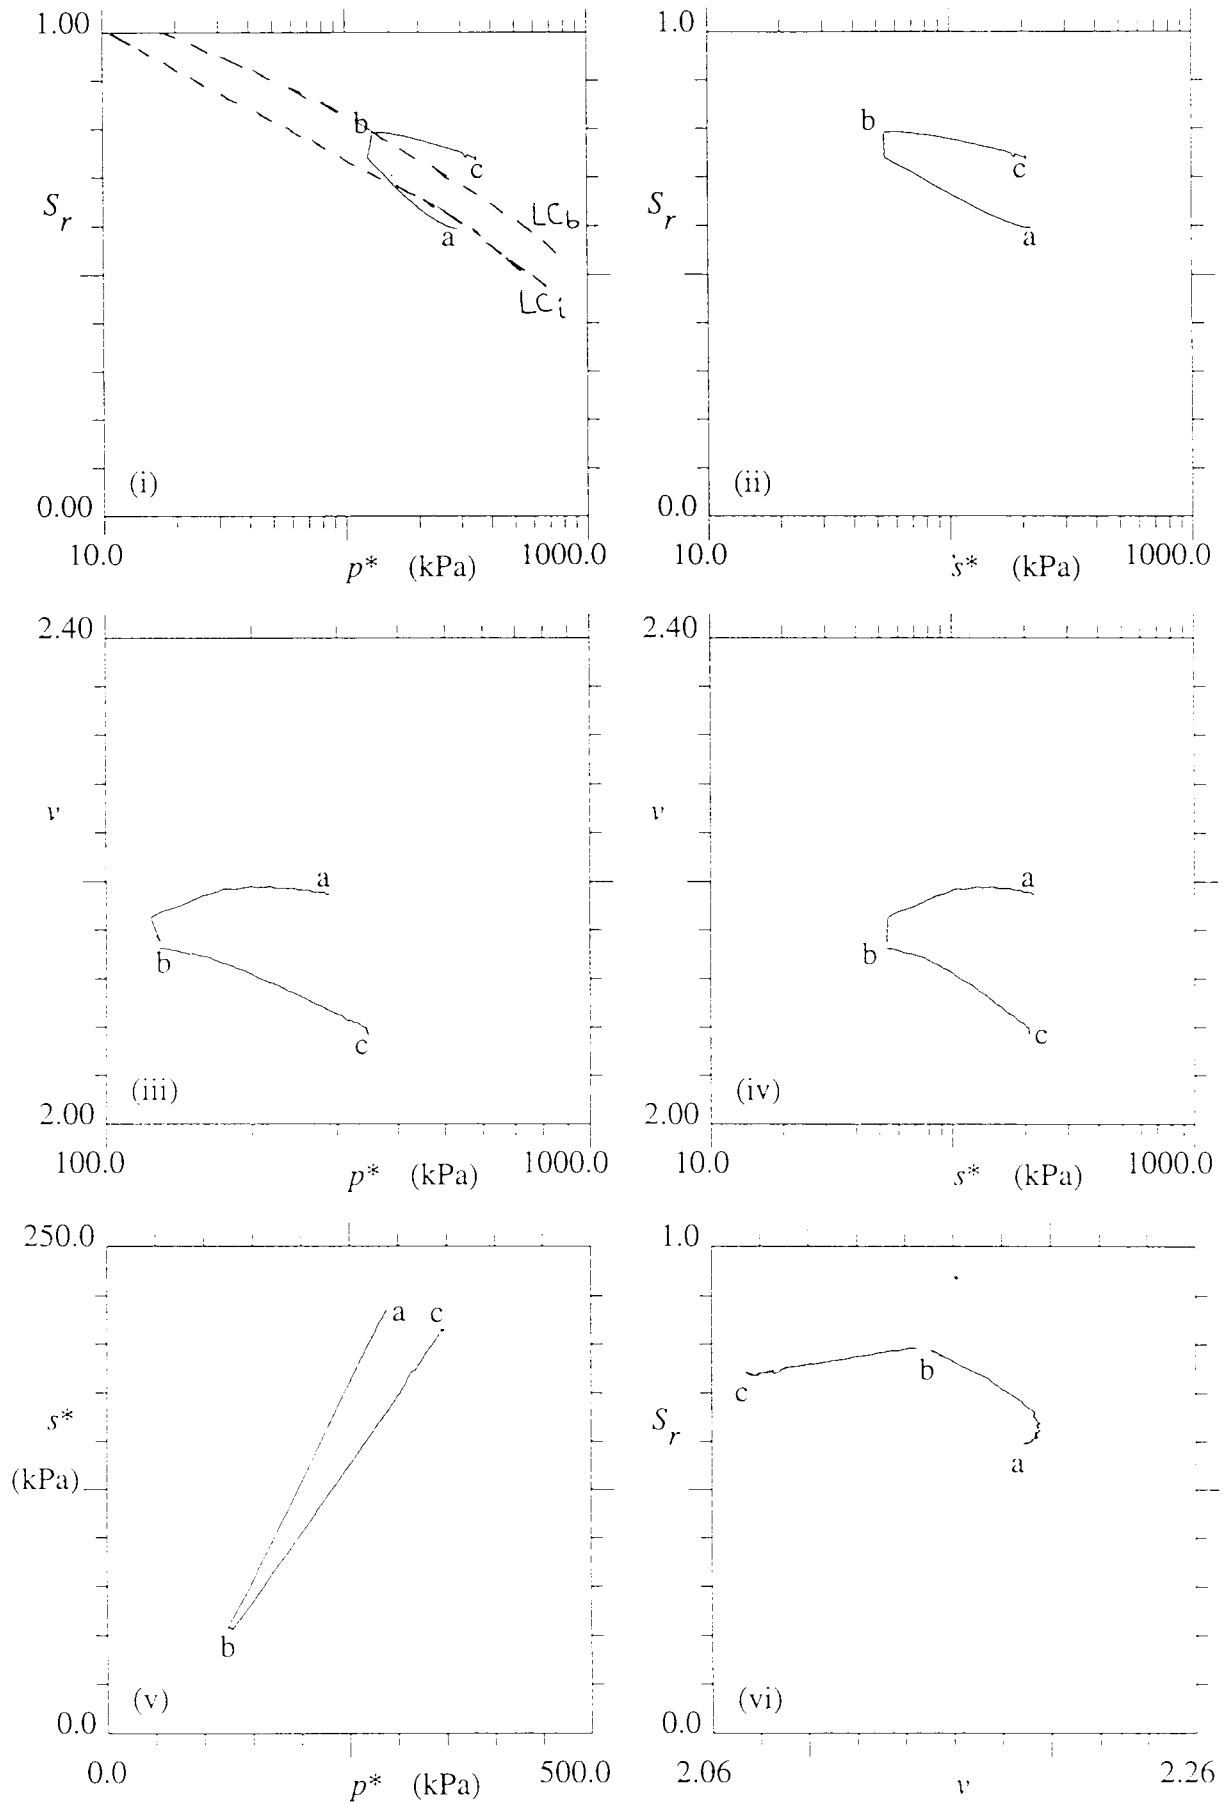 1.00
b
c
S_r
LC_b
a
LC_i
(i)
0.00
10.0
p* (kPa)
1000.0
1.0
b
c
S_r
a
(ii)
0.0
10.0
s* (kPa)
1000.0
2.40
v
a
b
c
(iii)
2.00
100.0
p* (kPa)
1000.0
2.40
v
a
b
c
(iv)
2.00
10.0
s* (kPa)
1000.0
250.0
a c
s*
(kPa)
b
(v)
0.0
0.0
p* (kPa)
500.0
1.0
b
c
S_r
a
(vi)
0.0
2.06
v
2.26